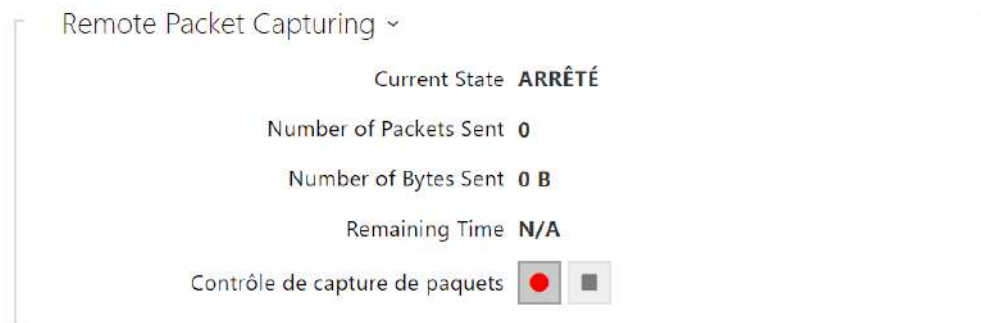 Remote Packet Capturing
Current State ARRÊTÉ
Number of Packets Sent 0
Number of Bytes Sent 0 B
Remaining Time N/A
Contrôle de capture de paquets